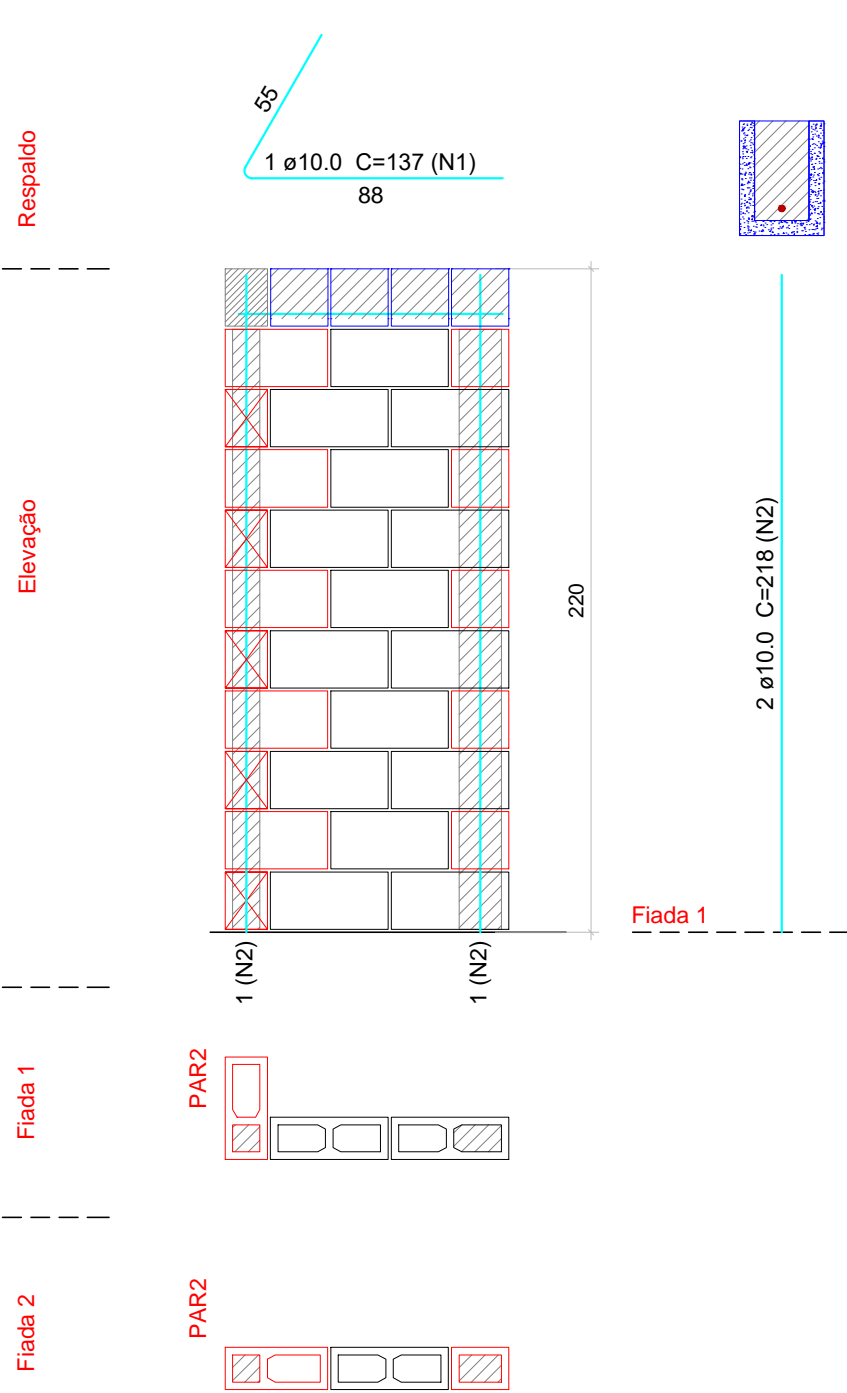 Respaldo
55
1 ø10.0 C=137 (N1)
88
Elevação
220
2 ø10.0 C=218 (N2)
Fiada 1
1 (N2)
1 (N2)
Fiada 1
PAR2
Fiada 2
PAR2